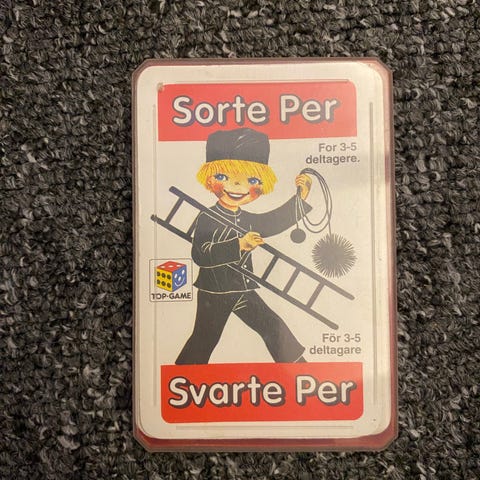 Sorte Per
For 3-5
deltagere.
TOP-GAME
För 3-5
deltagare
Svarte Per